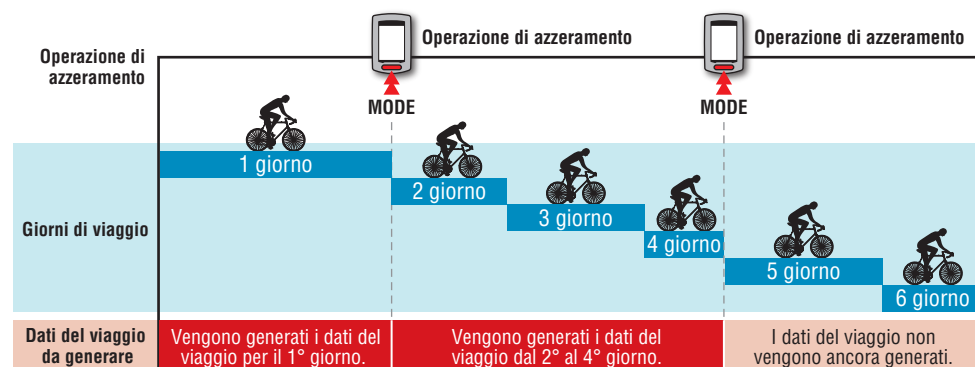 Operazione di
azzeramento
Operazione di azzeramento
Operazione di azzeramento
MODE
MODE
Giorni di viaggio
1 giorno
2 giorno
3 giorno
4 giorno
5 giorno
6 giorno
Dati del viaggio
da generare
Vengono generati i dati del
viaggio per il 1° giorno.
Vengono generati i dati del
viaggio dal 2° al 4° giorno.
I dati del viaggio non
vengono ancora generati.